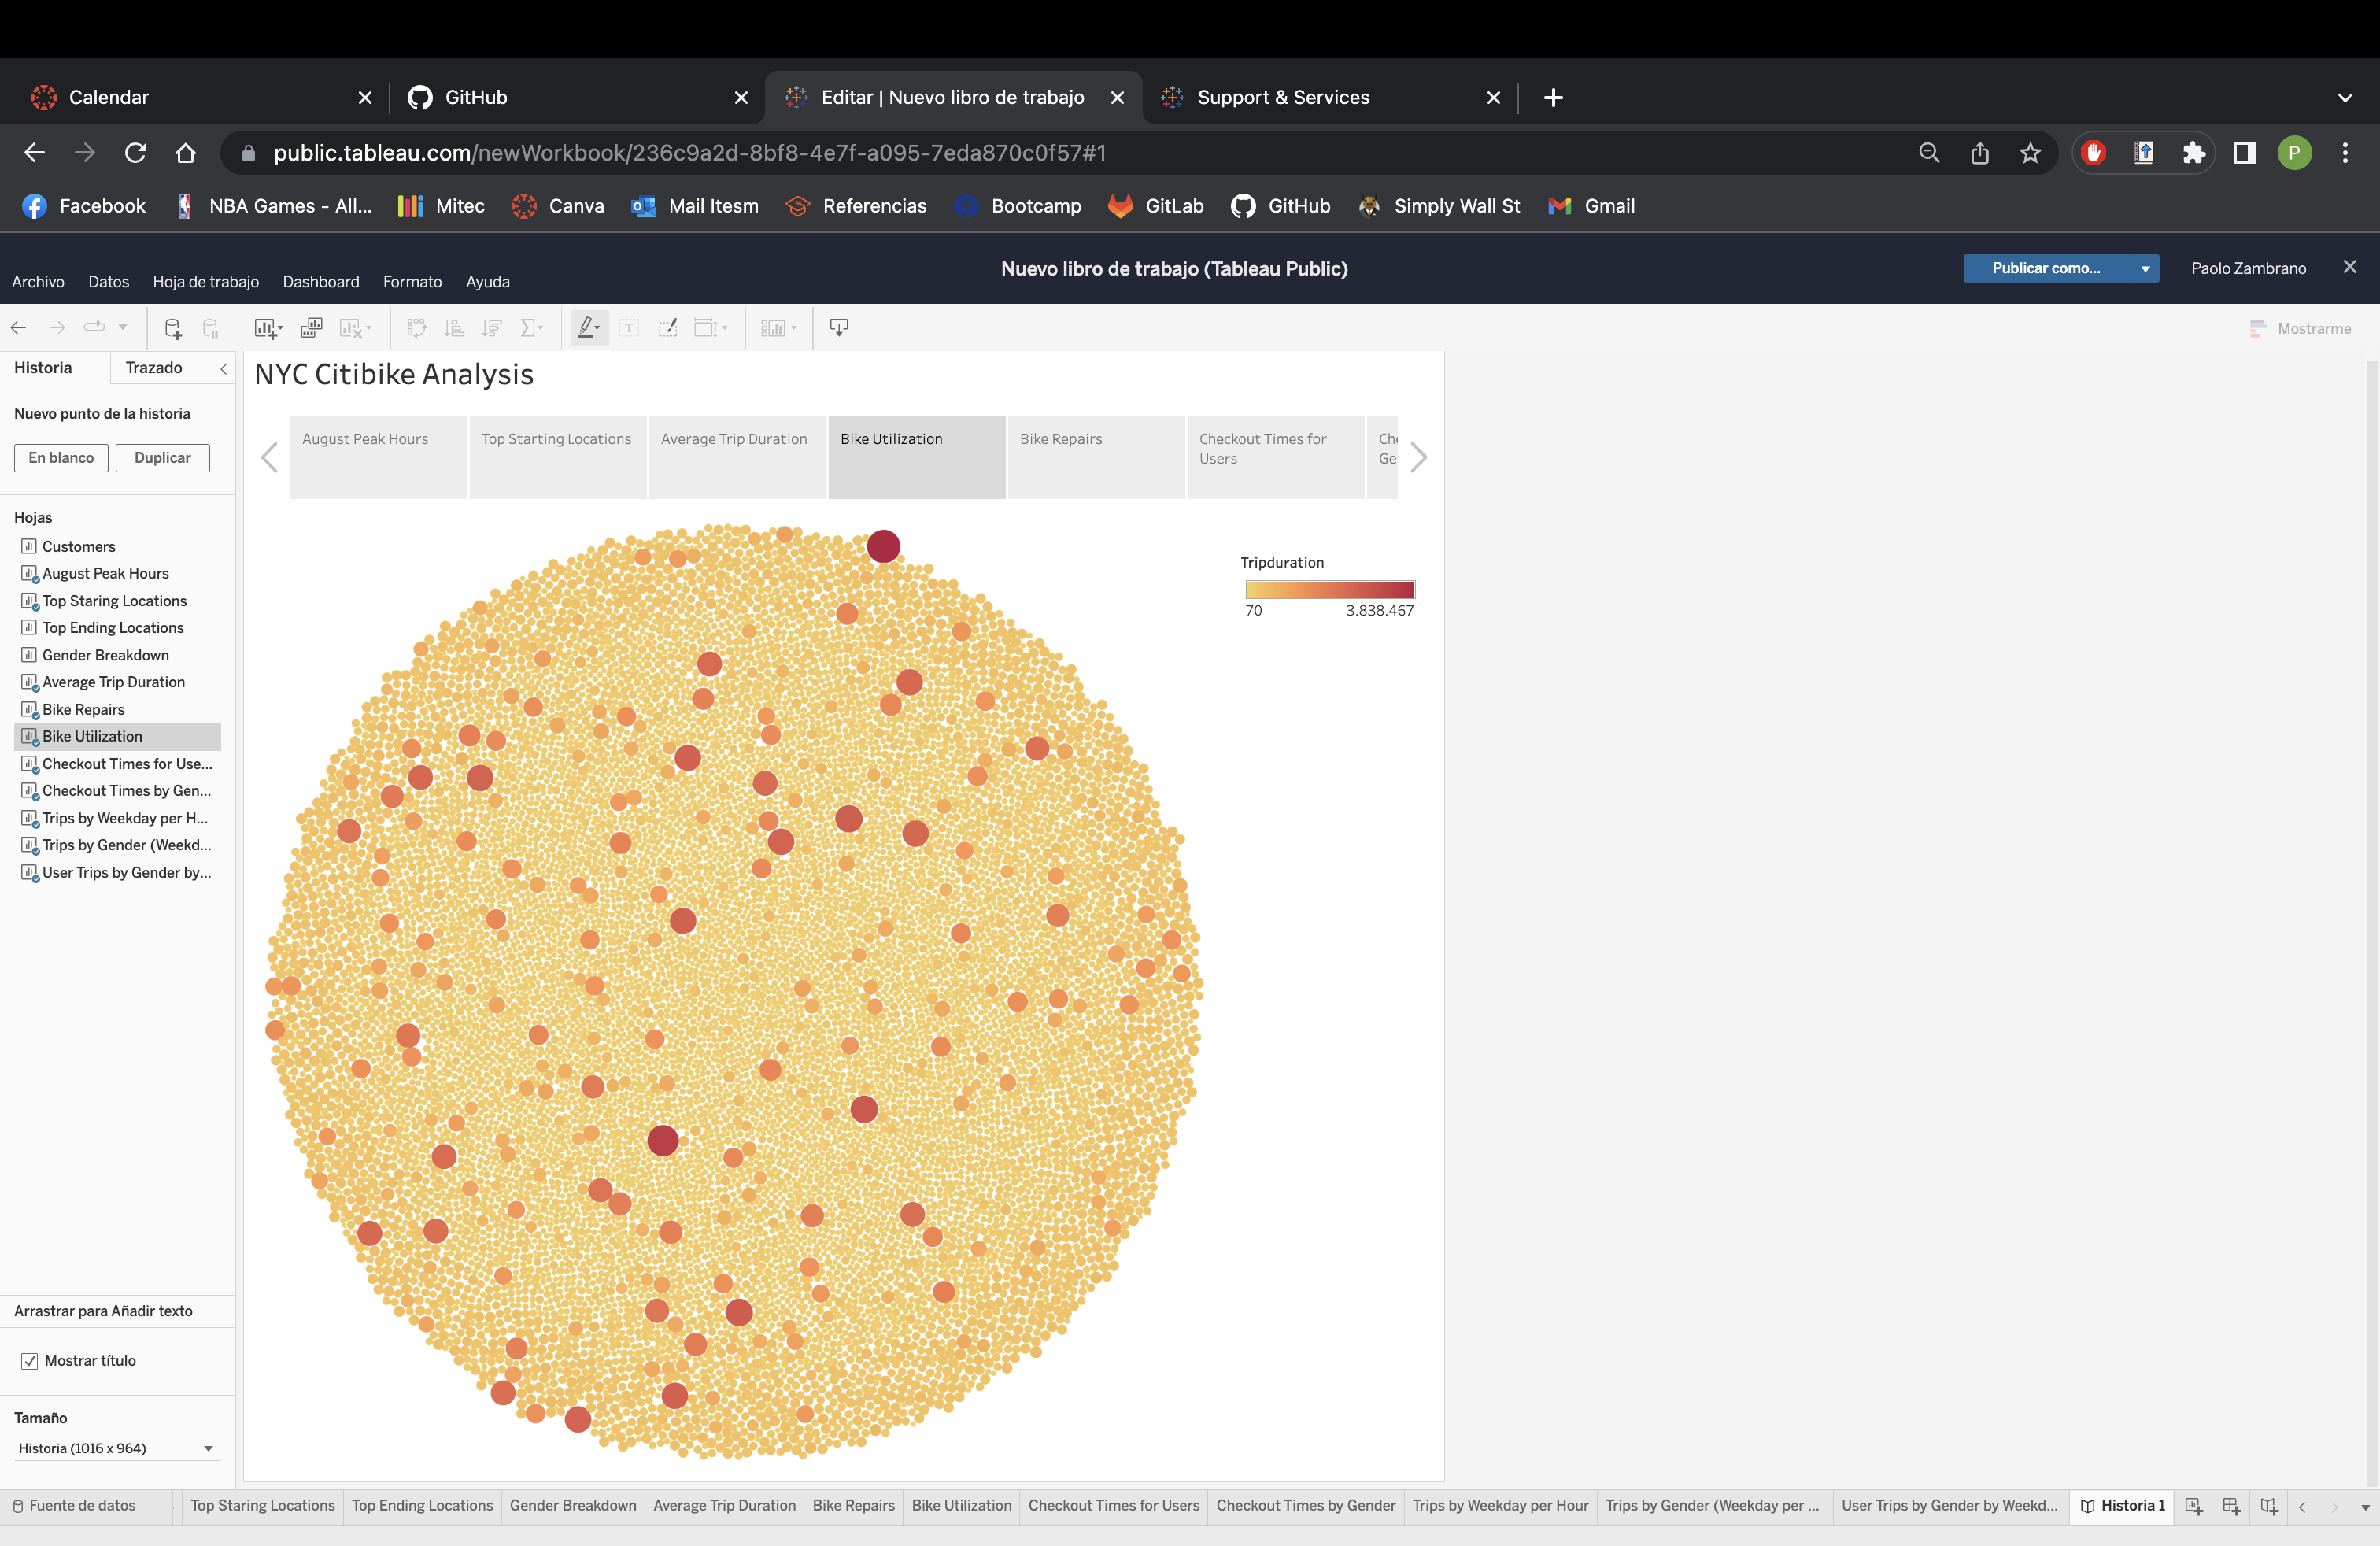 Calendar
GitHub
Editar | Nuevo libro de trabajo
Support & Services
public.tableau.com/newWorkbook/236c9a2d-8bf8-4e7f-a095-7eda870c0f57#1
P
Facebook
NBA Games - All...
Mitec
Canva
Mail Itesm
Referencias
Bootcamp
GitLab
GitHub
Simply Wall St
Gmail
Archivo
Datos
Hoja de trabajo
Dashboard
Formato
Ayuda
Nuevo libro de trabajo (Tableau Public)
Publicar como...
Paolo Zambrano
Mostrarme
Historia
Trazado
Nuevo punto de la historia
En blanco
Duplicar
Hojas
Customers
August Peak Hours
Top Staring Locations
Top Ending Locations
Gender Breakdown
Average Trip Duration
Bike Repairs
Bike Utilization
Checkout Times for Use...
Checkout Times by Gen...
Trips by Weekday per H...
Trips by Gender (Weekd...
User Trips by Gender by...
Arrastrar para Añadir texto
Mostrar título
Tamaño
Historia (1016 x 964)
NYC Citibike Analysis
August Peak Hours
Top Starting Locations
Average Trip Duration
Bike Utilization
Bike Repairs
Checkout Times for
Users
Che
Ge
Tripduration
70
3.838.467
Fuente de datos
Top Staring Locations
Top Ending Locations
Gender Breakdown
Average Trip Duration
Bike Repairs
Bike Utilization
Checkout Times for Users
Checkout Times by Gender
Trips by Weekday per Hour
Trips by Gender (Weekday per ...
User Trips by Gender by Weekd...
Historia 1